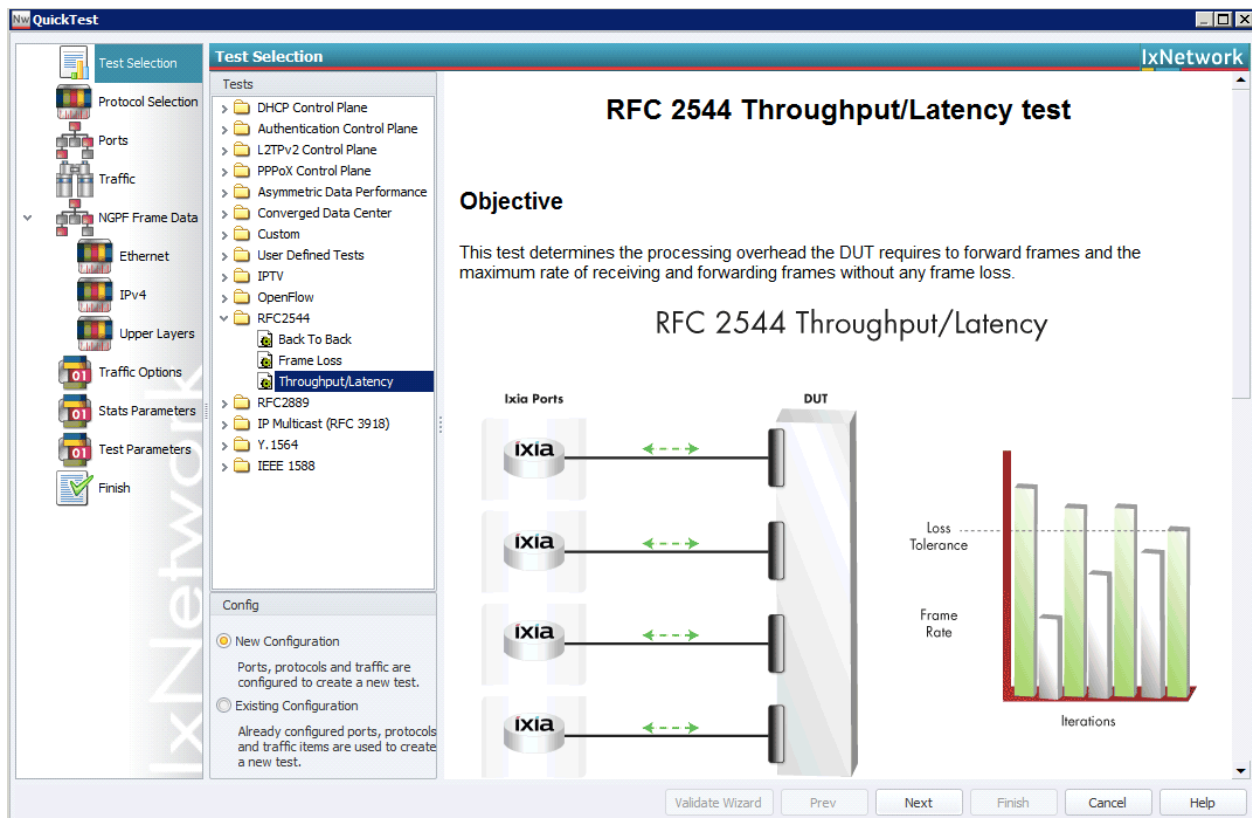 Nw QuickTest
Test Selection
Protocol Selection
Ports
Traffic
NGPF Frame Data
Ethernet
IPv4
Upper Layers
Traffic Options
Stats Parameters
Test Parameters
Finish
IxNetwork
Test Selection
IxNetwork
Tests
DHCP Control Plane
Authentication Control Plane
L2TPv2 Control Plane
PPPoX Control Plane
Asymmetric Data Performance
Converged Data Center
Custom
User Defined Tests
IPTV
OpenFlow
RFC2544
Back To Back
Frame Loss
Throughput/Latency
RFC2889
IP Multicast (RFC 3918)
Y.1564
IEEE 1588
Config
New Configuration
Ports, protocols and traffic are
configured to create a new test.
Existing Configuration
Already configured ports, protocols
and traffic items are used to create
a new test.
RFC 2544 Throughput/Latency test
Objective
This test determines the processing overhead the DUT requires to forward frames and the
maximum rate of receiving and forwarding frames without any frame loss.
RFC 2544 Throughput/Latency
Ixia Ports
DUT
ixia
ixia
ixia
ixia
Loss
Tolerance
Frame
Rate
Iterations
Validate Wizard
Prev
Next
Finish
Cancel
Help